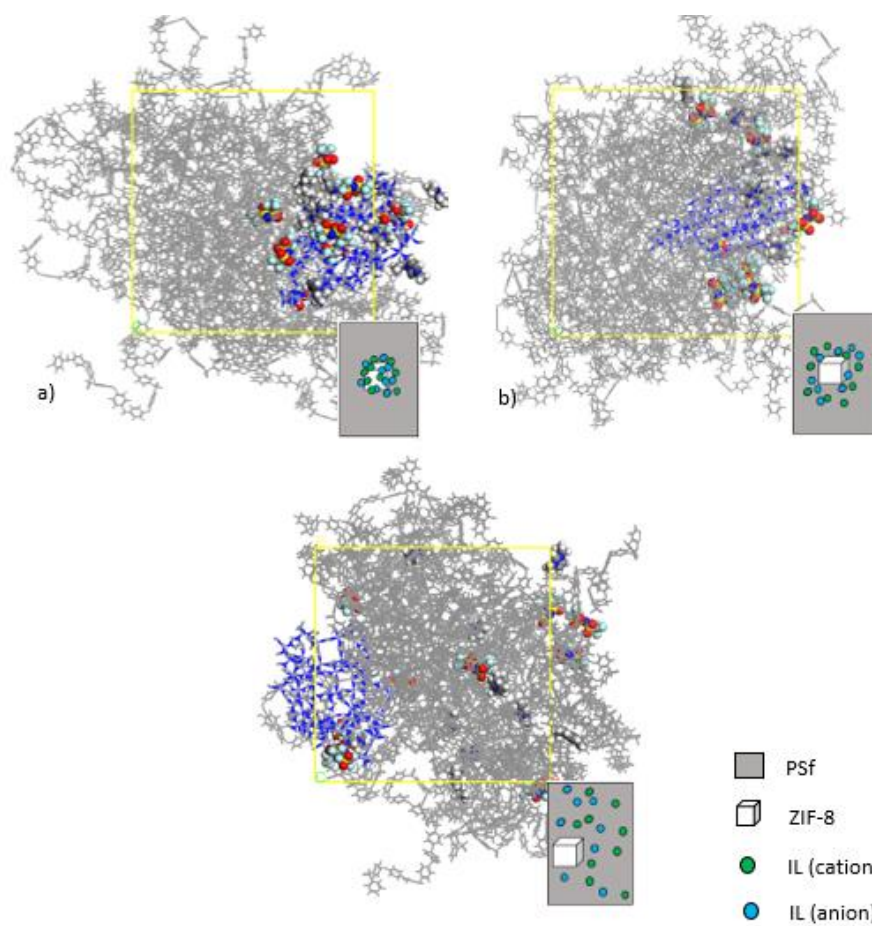 a)
b)
PSf
ZIF-8
IL (cation
IL (anion)